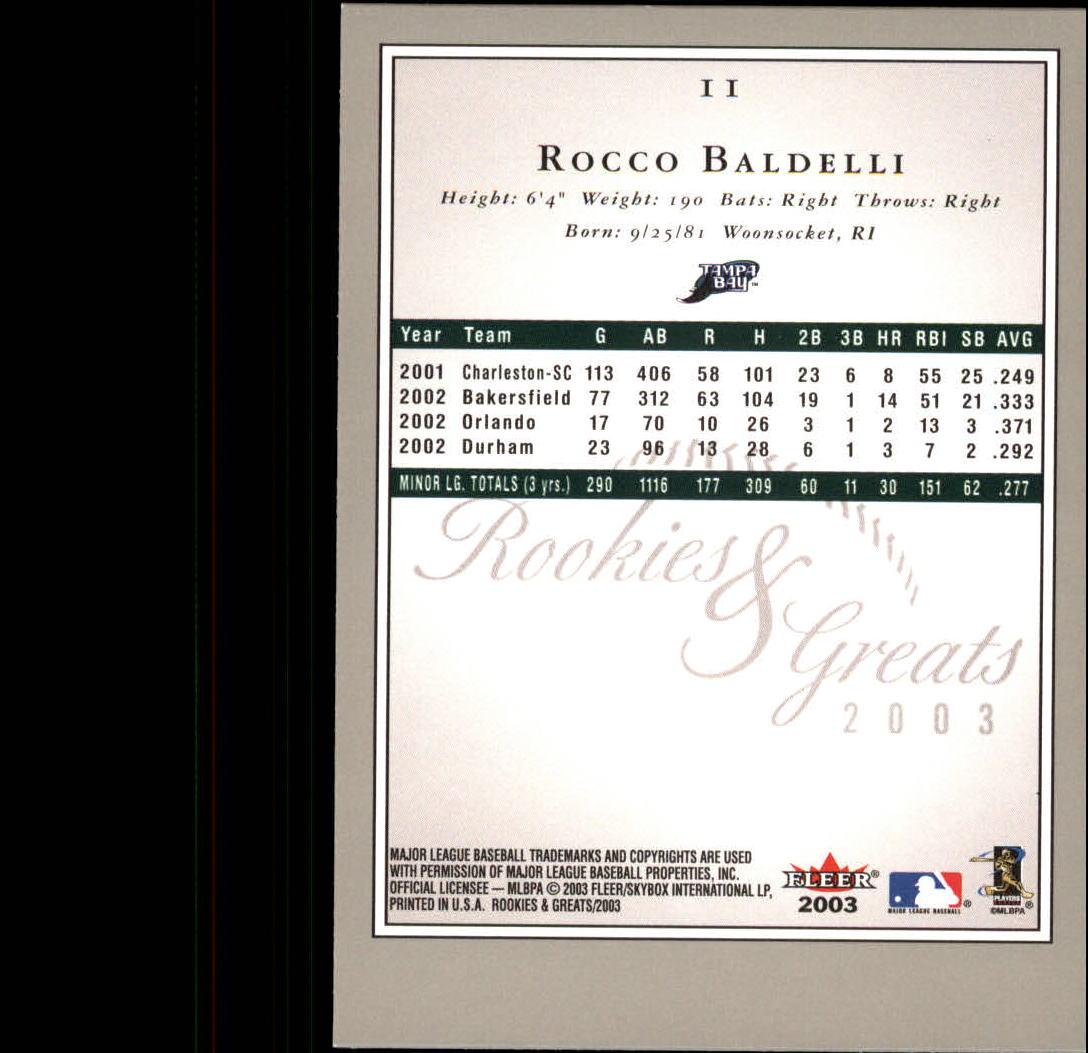 11
ROCCO BALDELLI
Height: 6'4" Weight: 190 Bats: Right Throws: Right
Born: 9/25/81 Woonsocket, RI
TAMPA BAY™
Year Team G AB R H 2B 3B HR RBI SB AVG
2001 Charleston-SC 113 406 58 101 23 6 8 55 25 .249
2002 Bakersfield 77 312 63 104 19 1 14 51 21 .333
2002 Orlando 17 70 10 26 3 1 2 13 3 .371
2002 Durham 23 96 13 28 6 1 3 7 2 .292
MINOR LG. TOTALS (3 yrs.) 290 1116 177 309 60 11 30 151 62 .277
Rookies
&
Greats
2003
MAJOR LEAGUE BASEBALL TRADEMARKS AND COPYRIGHTS ARE USED
WITH PERMISSION OF MAJOR LEAGUE BASEBALL PROPERTIES, INC.
OFFICIAL LICENSEE — MLBPA © 2003 FLEER/SKYBOX INTERNATIONAL LP,
PRINTED IN U.S.A. ROOKIES & GREATS/2003
FLEER®
2003
MAJOR LEAGUE BASEBALL ®
PLAYERS ®
©MLBPA